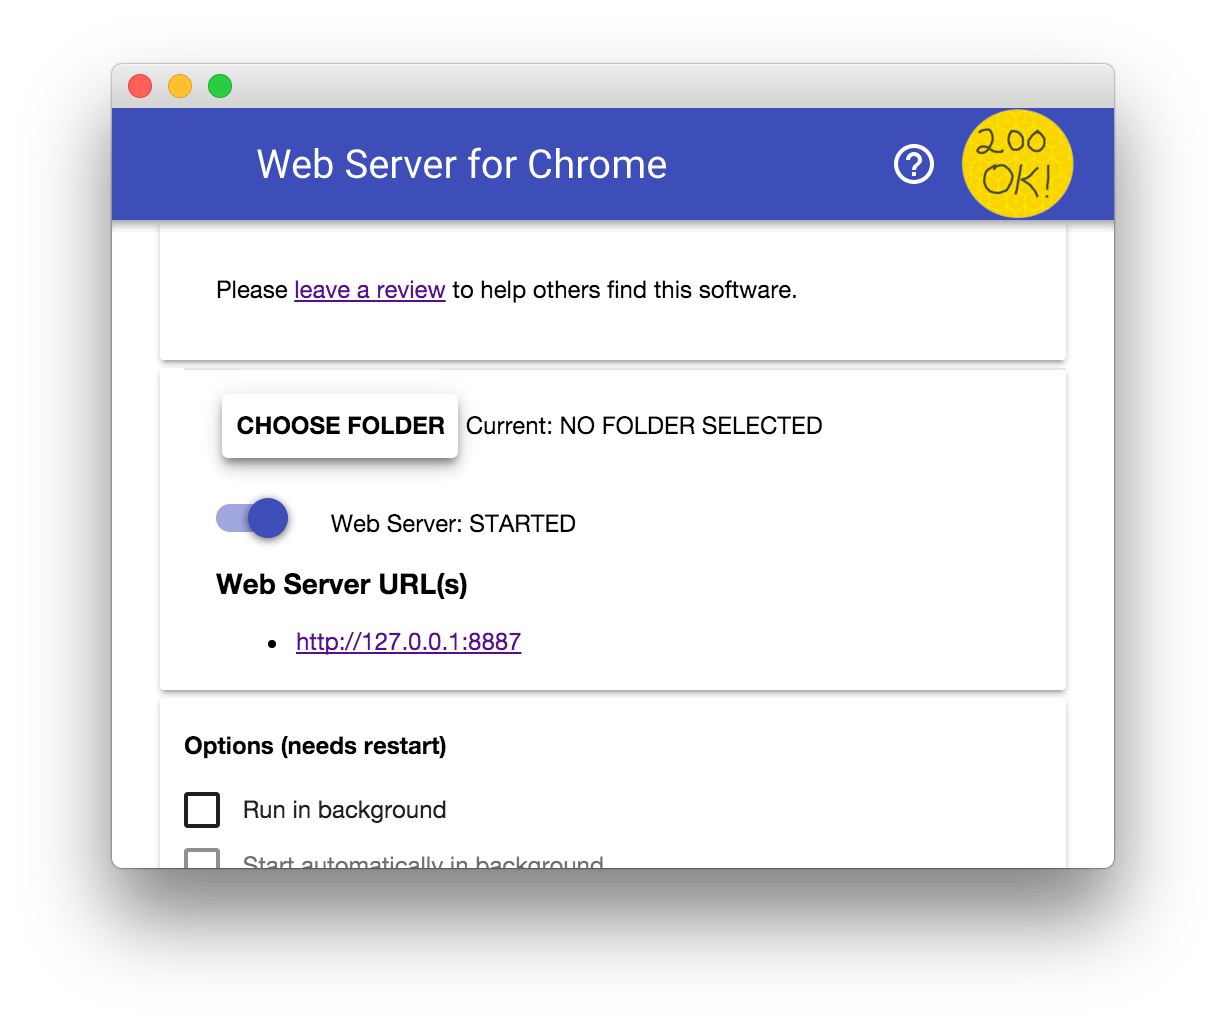 Web Server for Chrome
?
200
OK!
Please leave a review to help others find this software.
CHOOSE FOLDER Current: NO FOLDER SELECTED
Web Server: STARTED
Web Server URL(s)
• http://127.0.0.1:8887
Options (needs restart)
Run in background
Start automatically in background